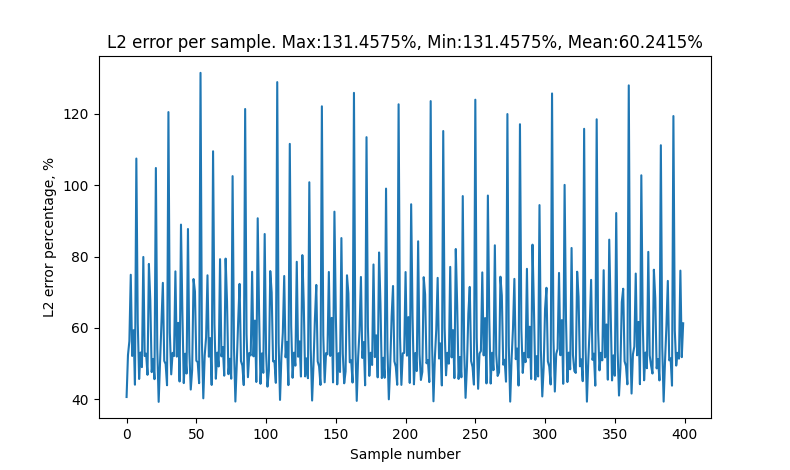 L2 error per sample. Max:131.4575%, Min:131.4575%, Mean:60.2415%
120
100
80
60
40
L2 error percentage, %
0 50 100 150 200 250 300 350 400
Sample number